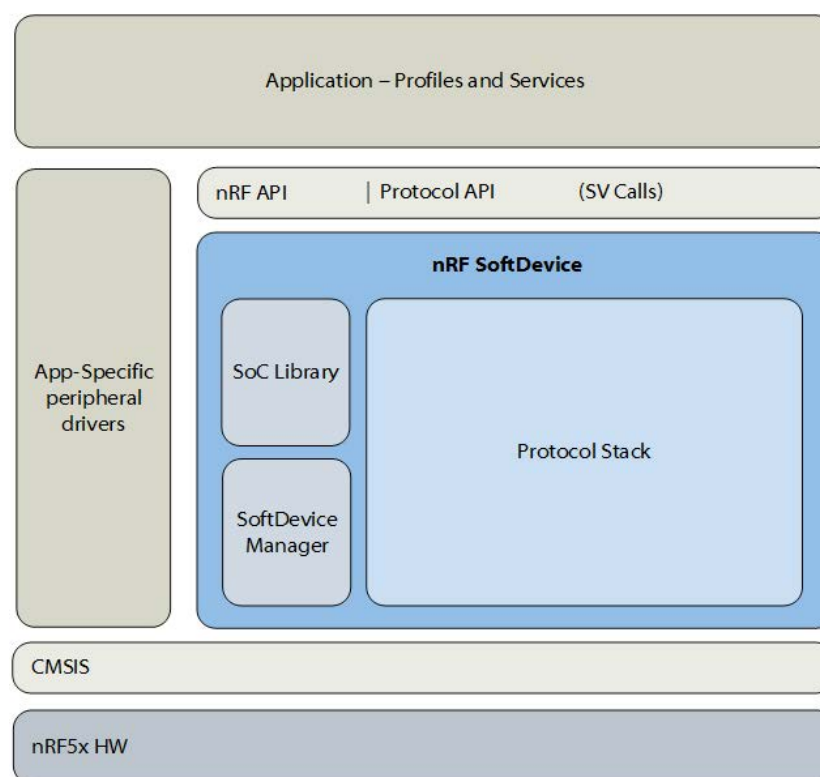 Application – Profiles and Services
nRF API | Protocol API (SV Calls)
nRF SoftDevice
App-Specific
peripheral
drivers
SoC Library
Protocol Stack
SoftDevice
Manager
CMSIS
nRF5x HW